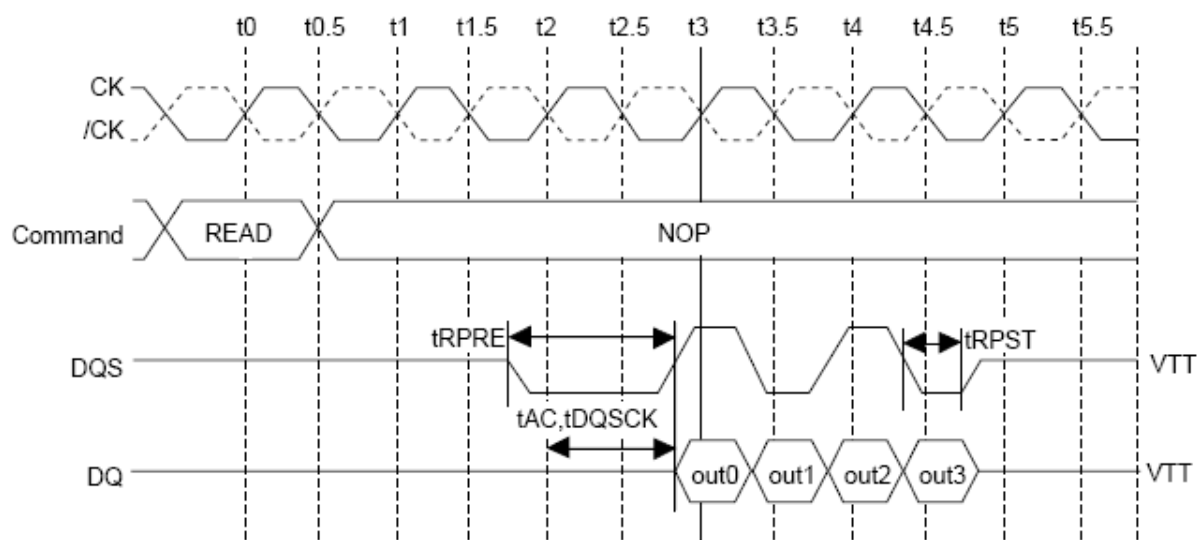 t0 t0.5 t1 t1.5 t2 t2.5 t3 t3.5 t4 t4.5 t5 t5.5
CK
/CK
Command READ NOP
tRPRE tRPST
DQS VTT
tAC,tDQSCK
DQ out0 out1 out2 out3 VTT